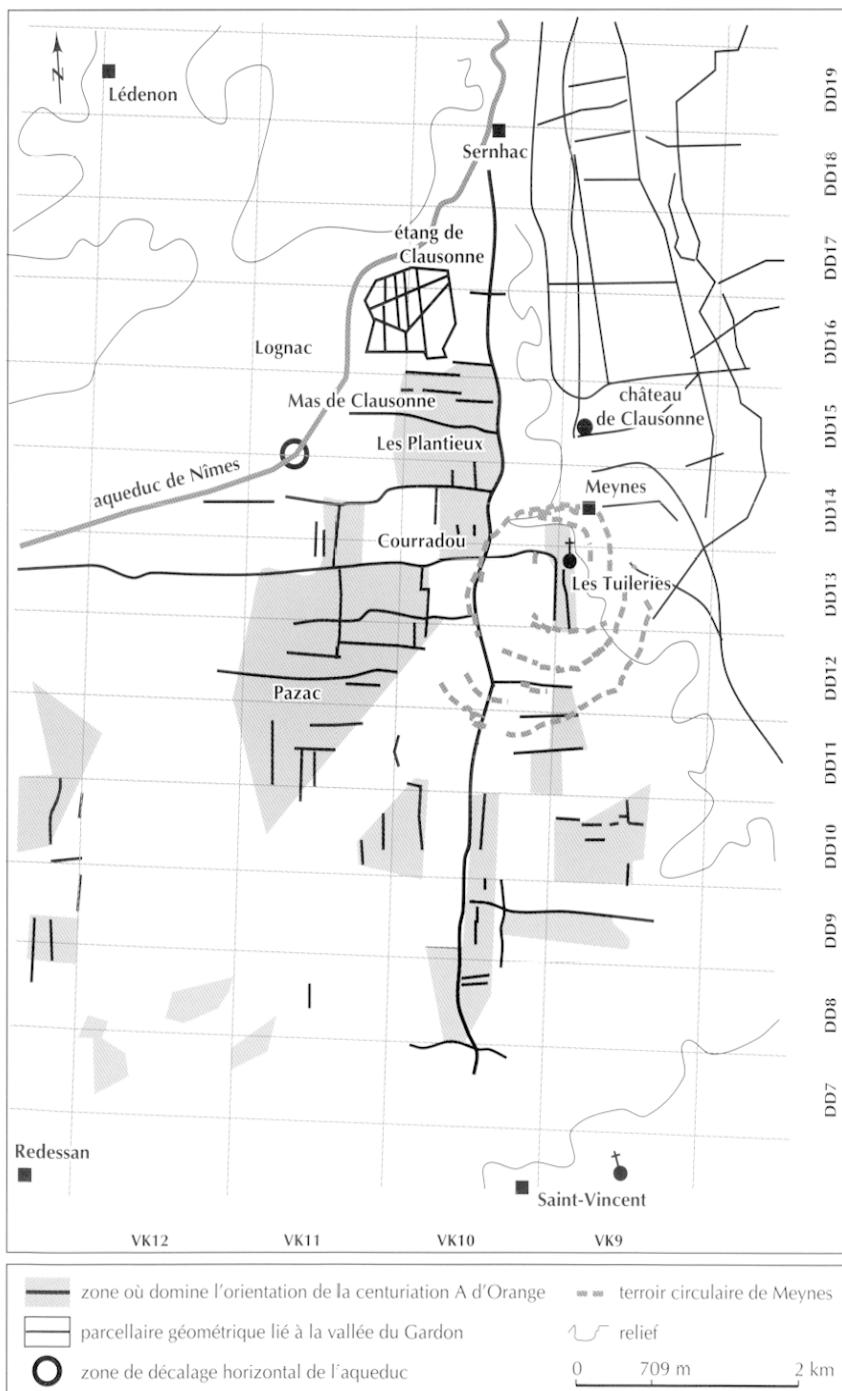 N
Lédenon
Sernhac
étang de
Clausonne
Lognac
Mas de Clausonne
château
de Clausonne
Les Plantieux
aqueduc de Nîmes
Meynes
Courradou
Les Tuileries
Pazac
Redessan
Saint-Vincent
DD19
DD18
DD17
DD16
DD15
DD14
DD13
DD12
DD11
DD10
DD9
DD8
DD7
VK12 VK11 VK10 VK9
zone où domine l'orientation de la centuriation A d'Orange
parcellaire géométrique lié à la vallée du Gardon
zone de décalage horizontal de l'aqueduc
terroir circulaire de Meynes
relief
0 709 m 2 km